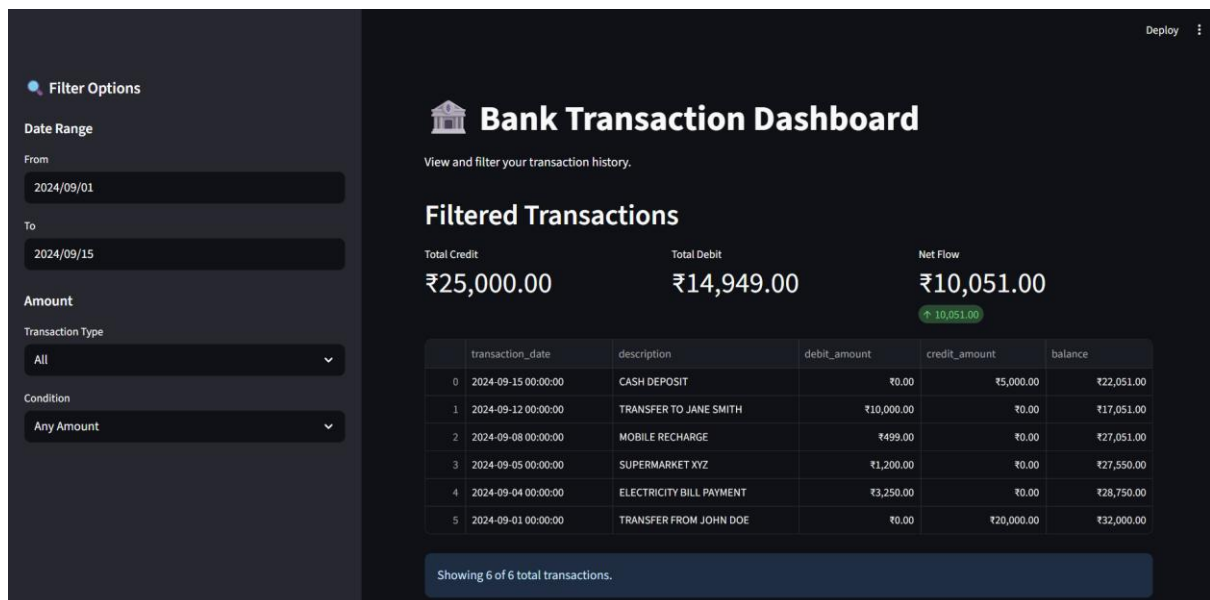 Deploy
Filter Options
Date Range
From
2024/09/01
To
2024/09/15
Amount
Transaction Type
All
Condition
Any Amount
Bank Transaction Dashboard
View and filter your transaction history.
Filtered Transactions
Total Credit Total Debit Net Flow
₹25,000.00 ₹14,949.00 ₹10,051.00
↑ 10,051.00
transaction_date description debit_amount credit_amount balance
0 2024-09-15 00:00:00 CASH DEPOSIT ₹0.00 ₹5,000.00 ₹22,051.00
1 2024-09-12 00:00:00 TRANSFER TO JANE SMITH ₹10,000.00 ₹0.00 ₹17,051.00
2 2024-09-08 00:00:00 MOBILE RECHARGE ₹499.00 ₹0.00 ₹27,051.00
3 2024-09-05 00:00:00 SUPERMARKET XYZ ₹1,200.00 ₹0.00 ₹27,550.00
4 2024-09-04 00:00:00 ELECTRICITY BILL PAYMENT ₹3,250.00 ₹0.00 ₹28,750.00
5 2024-09-01 00:00:00 TRANSFER FROM JOHN DOE ₹0.00 ₹20,000.00 ₹32,000.00
Showing 6 of 6 total transactions.